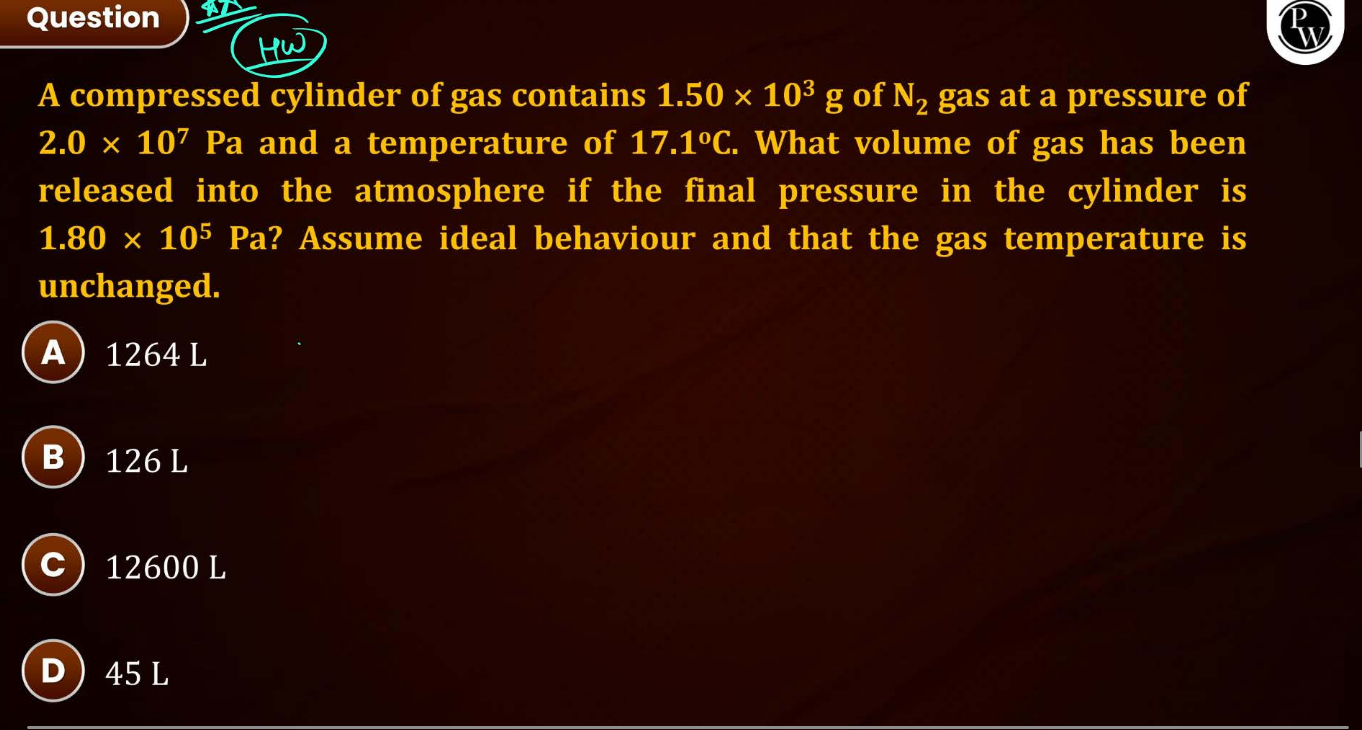 Question
HW
PW
A compressed cylinder of gas contains 1.50 × 10³ g of N₂ gas at a pressure of
2.0 × 10⁷ Pa and a temperature of 17.1ºC. What volume of gas has been
released into the atmosphere if the final pressure in the cylinder is
1.80 × 10⁵ Pa? Assume ideal behaviour and that the gas temperature is
unchanged.
A 1264 L
B 126 L
C 12600 L
D 45 L